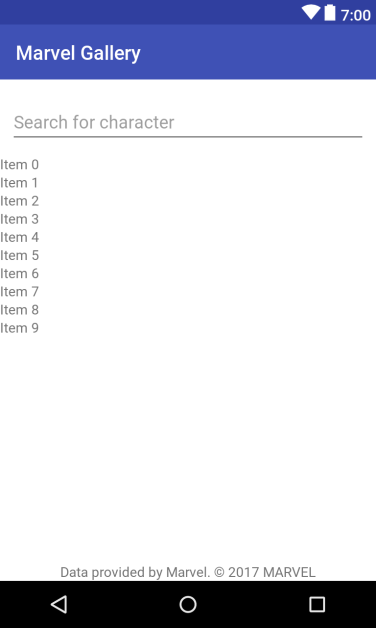 7:00
Marvel Gallery
Search for character
Item 0
Item 1
Item 2
Item 3
Item 4
Item 5
Item 6
Item 7
Item 8
Item 9
Data provided by Marvel. © 2017 MARVEL